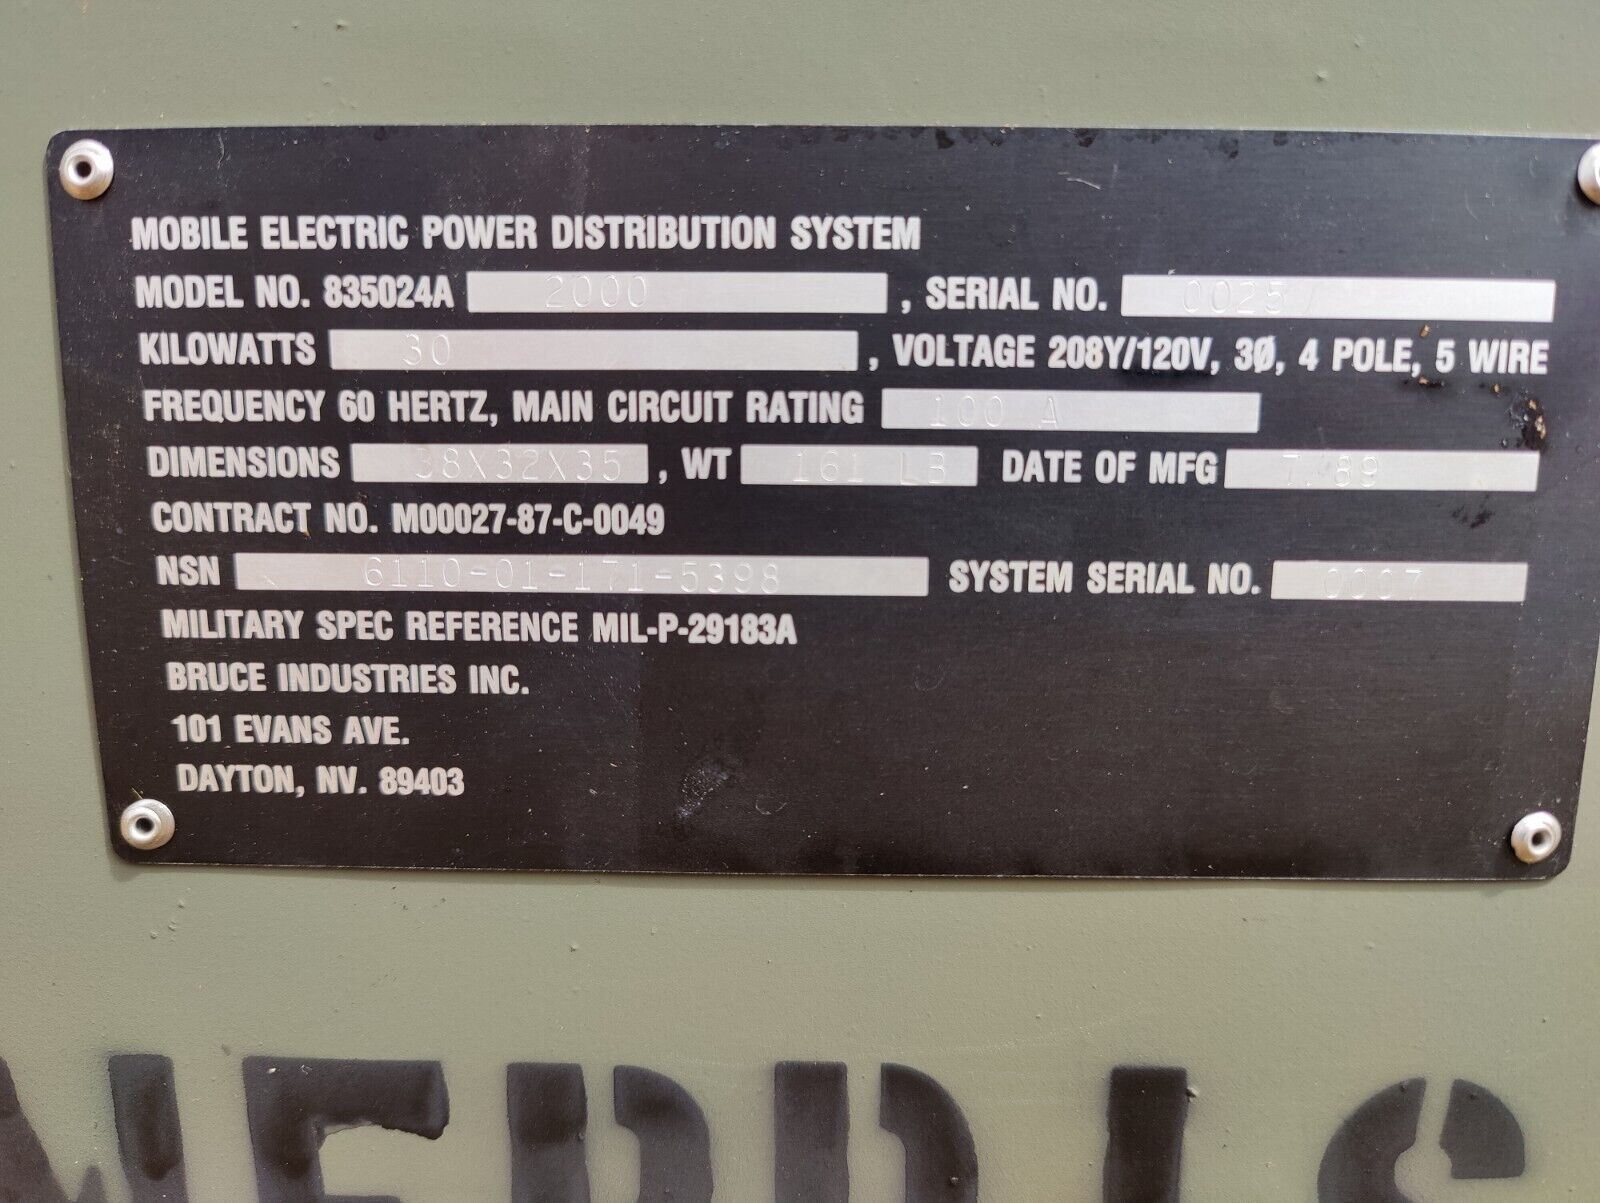 MOBILE ELECTRIC POWER DISTRIBUTION SYSTEM
MODEL NO. 835024A 2000, SERIAL NO. 0025
KILOWATTS 30, VOLTAGE 208Y/120V, 3Ø, 4 POLE, 5 WIRE
FREQUENCY 60 HERTZ, MAIN CIRCUIT RATING 100 A
DIMENSIONS 38X32X35, WT 161 LB DATE OF MFG 7/89
CONTRACT NO. M00027-87-C-0049
NSN 6110-01-171-5398 SYSTEM SERIAL NO. 0007
MILITARY SPEC REFERENCE MIL-P-29183A
BRUCE INDUSTRIES INC.
101 EVANS AVE.
DAYTON, NV. 89403